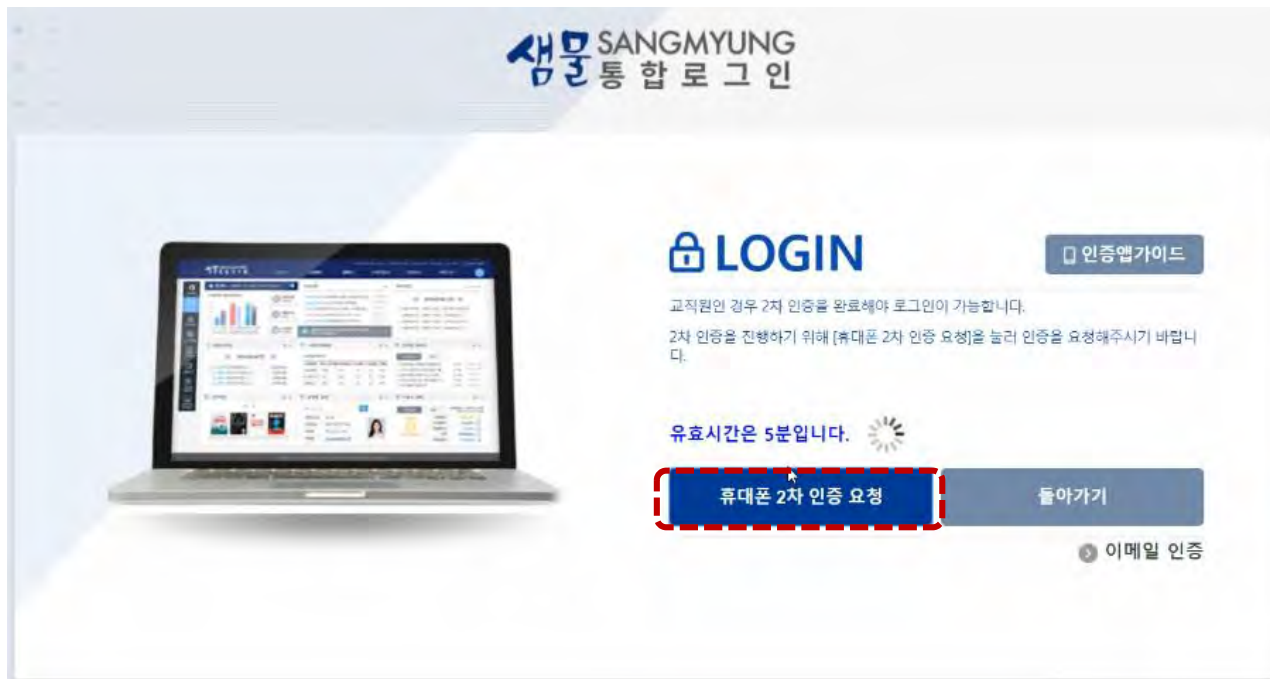 샘물 SANGMYUNG
통합로그인
LOGIN
인증앱가이드
교직원인 경우 2차 인증을 완료해야 로그인이 가능합니다.
2차 인증을 진행하기 위해 [휴대폰 2차 인증 요청]을 눌러 인증을 요청해주시기 바랍니
다.
유효시간은 5분입니다.
휴대폰 2차 인증 요청
돌아가기
이메일 인증